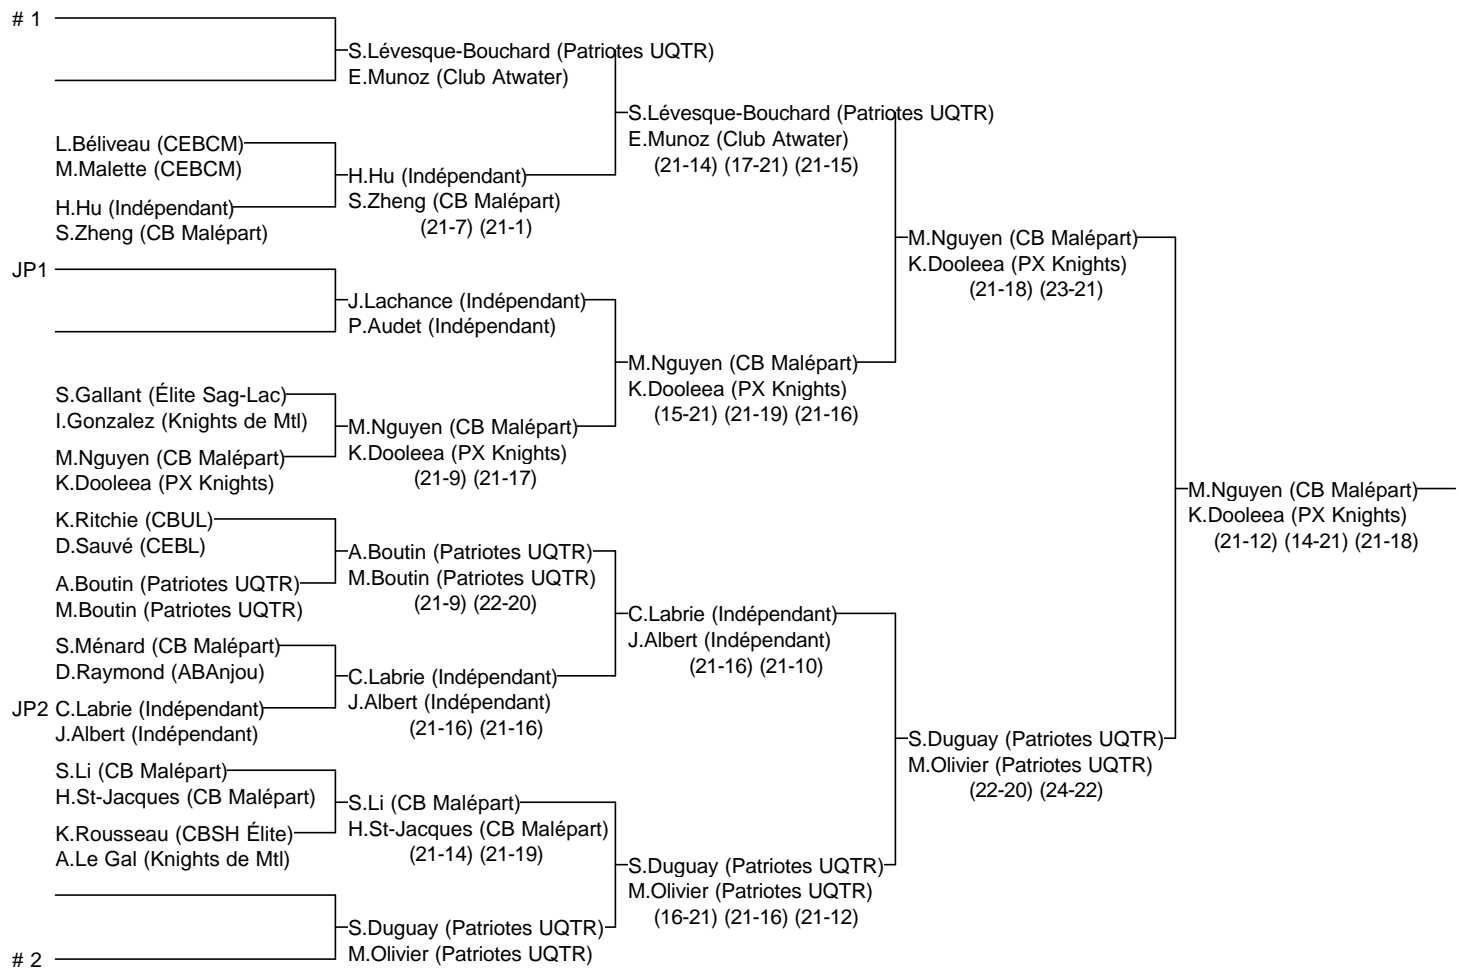 # 1
S.Lévesque-Bouchard (Patriotes UQTR)
E.Munoz (Club Atwater)
S.Lévesque-Bouchard (Patriotes UQTR)
E.Munoz (Club Atwater)
(21-14) (17-21) (21-15)
L.Béliveau (CEBCM)
M.Malette (CEBCM)
H.Hu (Indépendant)
S.Zheng (CB Malépart)
(21-7) (21-1)
H.Hu (Indépendant)
S.Zheng (CB Malépart)
M.Nguyen (CB Malépart)
K.Dooleea (PX Knights)
(21-18) (23-21)
JP1
J.Lachance (Indépendant)
P.Audet (Indépendant)
M.Nguyen (CB Malépart)
K.Dooleea (PX Knights)
(15-21) (21-19) (21-16)
S.Gallant (Élite Sag-Lac)
I.Gonzalez (Knights de Mtl)
M.Nguyen (CB Malépart)
K.Dooleea (PX Knights)
(21-9) (21-17)
M.Nguyen (CB Malépart)
K.Dooleea (PX Knights)
M.Nguyen (CB Malépart)
K.Dooleea (PX Knights)
(21-12) (14-21) (21-18)
K.Ritchie (CBUL)
D.Sauvé (CEBL)
A.Boutin (Patriotes UQTR)
M.Boutin (Patriotes UQTR)
(21-9) (22-20)
A.Boutin (Patriotes UQTR)
M.Boutin (Patriotes UQTR)
C.Labrie (Indépendant)
J.Albert (Indépendant)
(21-16) (21-10)
S.Ménard (CB Malépart)
D.Raymond (ABAnjou)
C.Labrie (Indépendant)
J.Albert (Indépendant)
(21-16) (21-16)
JP2 C.Labrie (Indépendant)
J.Albert (Indépendant)
S.Duguay (Patriotes UQTR)
M.Olivier (Patriotes UQTR)
(22-20) (24-22)
S.Li (CB Malépart)
H.St-Jacques (CB Malépart)
S.Li (CB Malépart)
H.St-Jacques (CB Malépart)
(21-14) (21-19)
K.Rousseau (CBSH Élite)
A.Le Gal (Knights de Mtl)
S.Duguay (Patriotes UQTR)
M.Olivier (Patriotes UQTR)
(16-21) (21-16) (21-12)
S.Duguay (Patriotes UQTR)
M.Olivier (Patriotes UQTR)
# 2